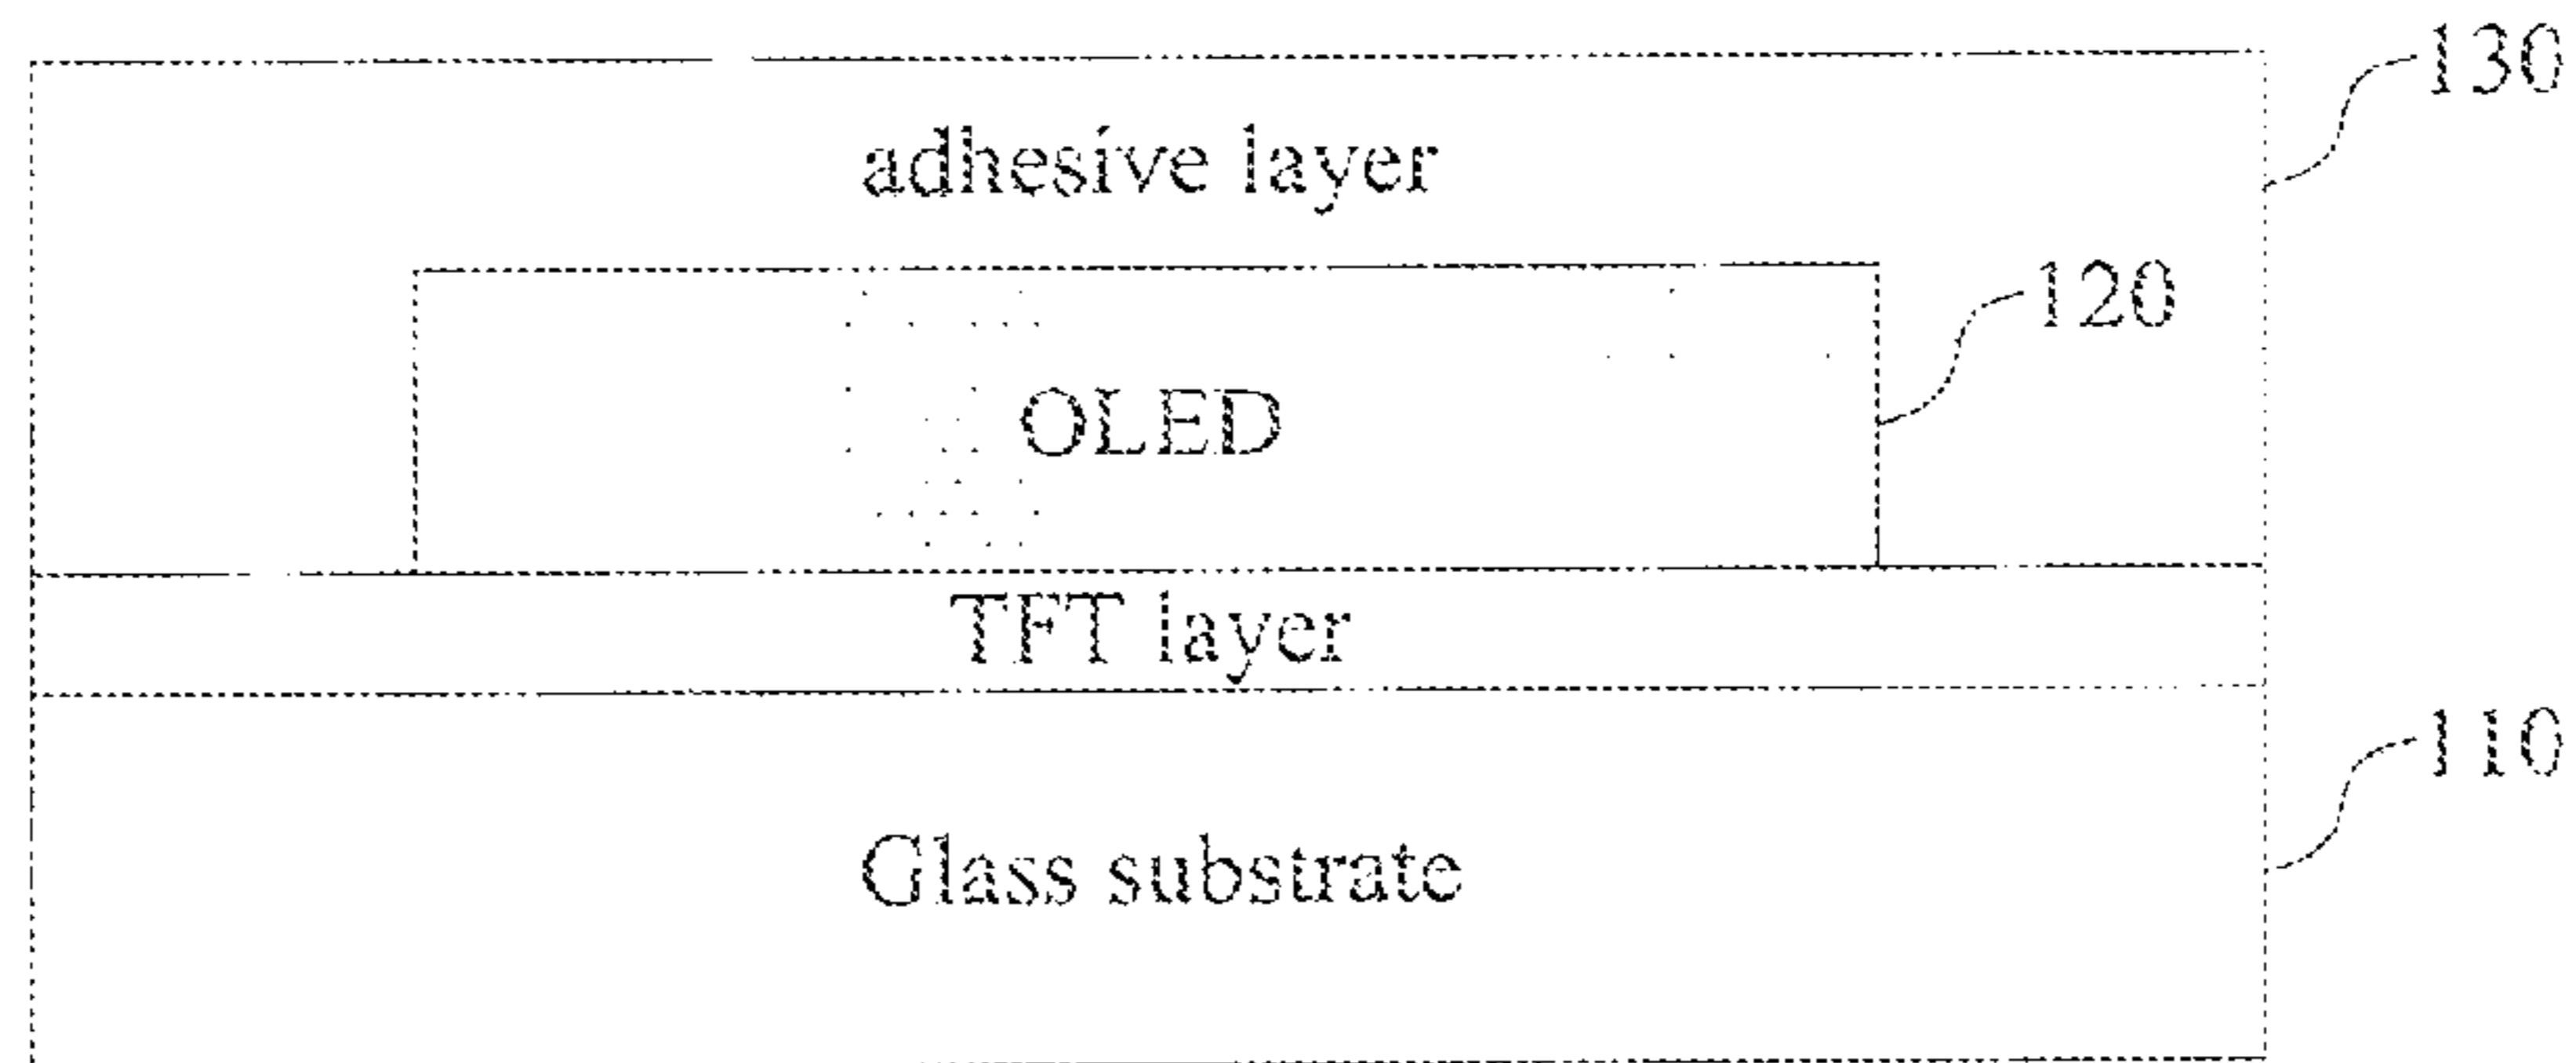 130
adhesive layer
120
OLED
TFT layer
110
Glass substrate